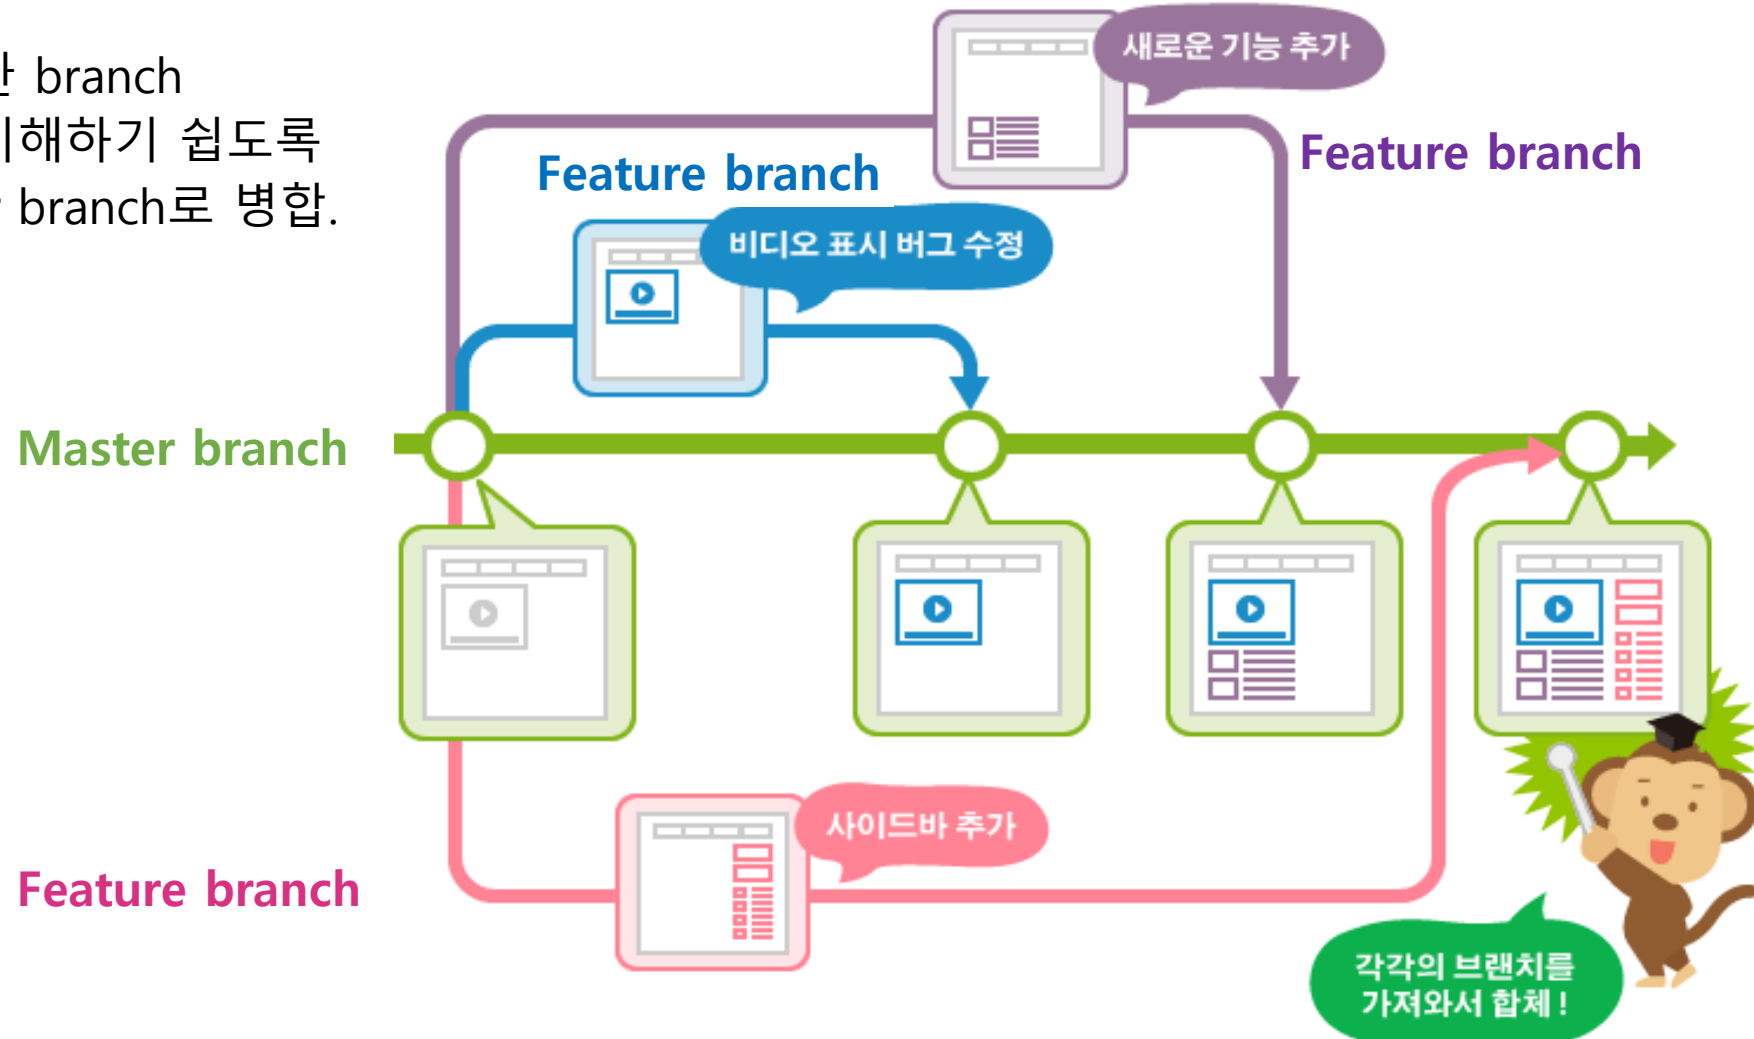 branch
이해하기 쉽도록
branch로 병합.
새로운 기능 추가
Feature branch
Feature branch
비디오 표시 버그 수정
Master branch
사이드바 추가
Feature branch
각각의 브랜치를
가져와서 합체 !